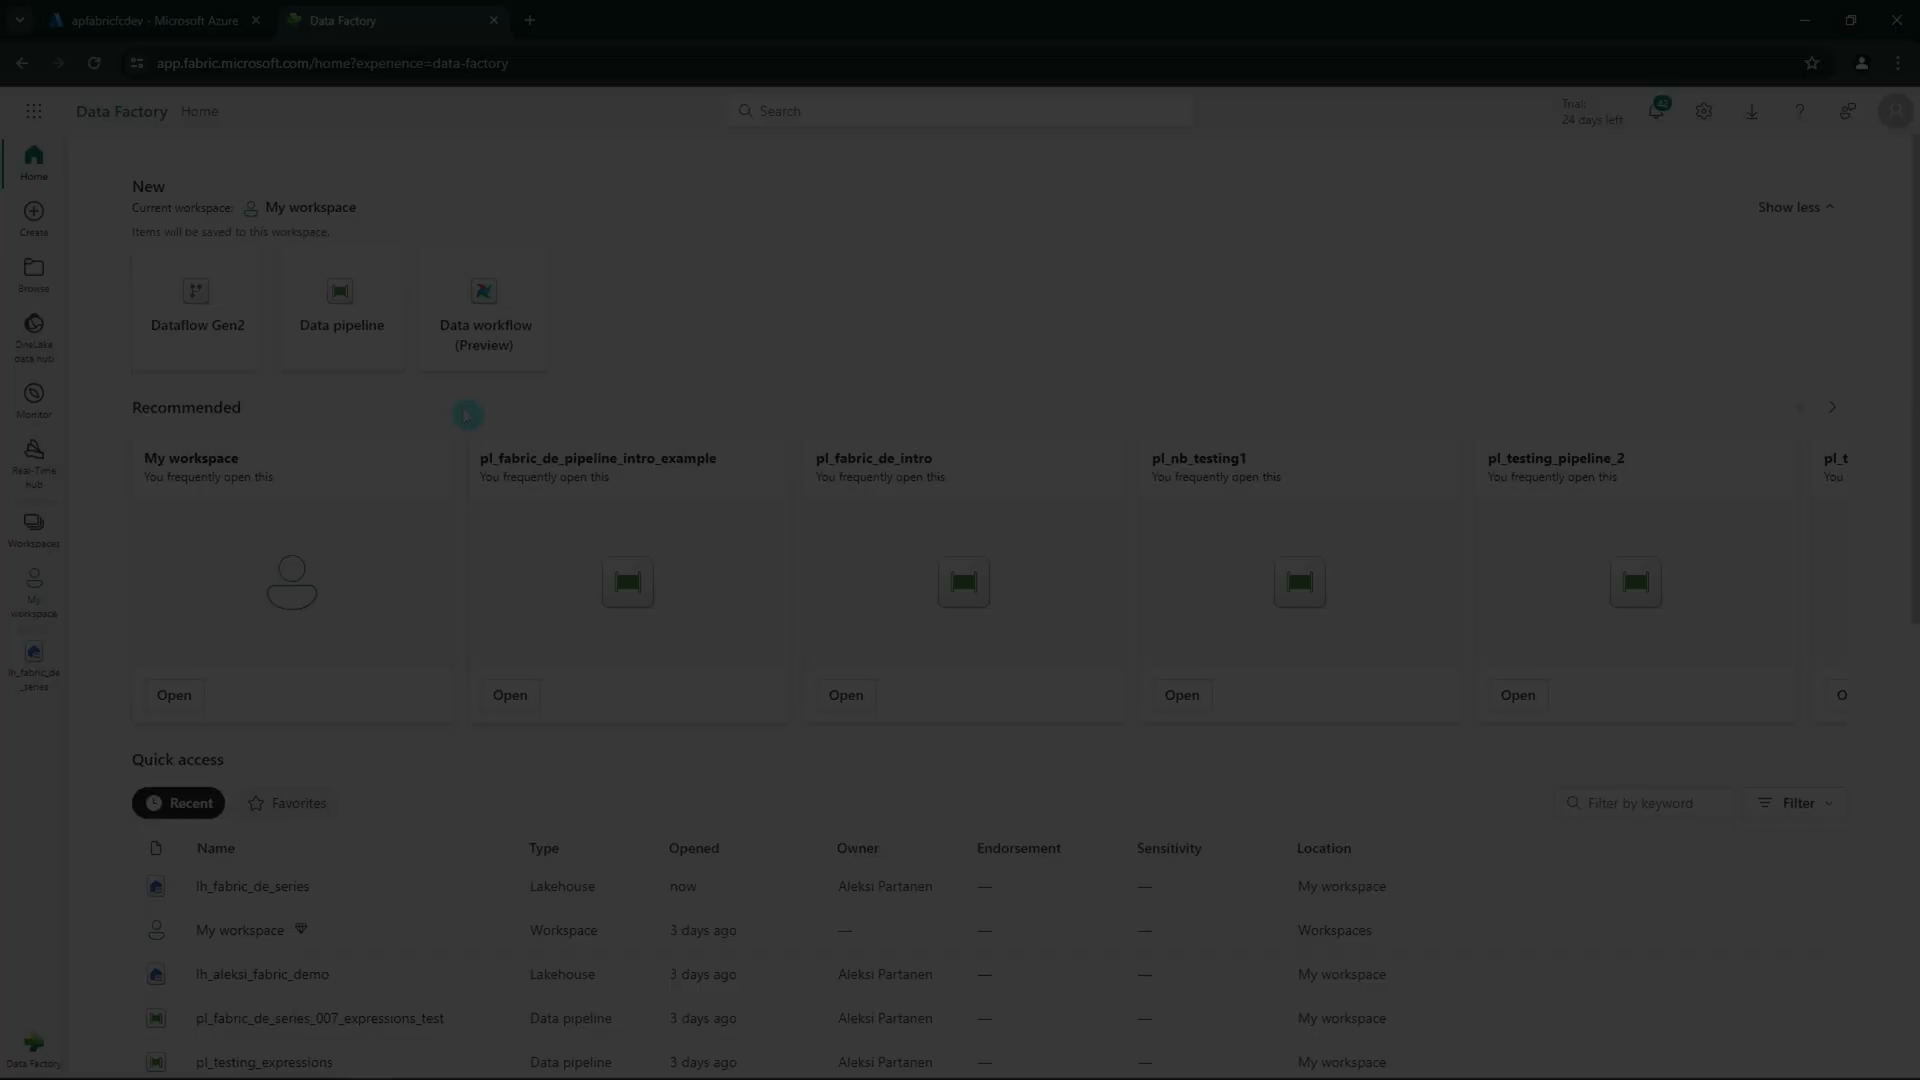 apfabricfcdev - Microsoft Azure
Data Factory
app.fabric.microsoft.com/home?experience=data-factory
Data Factory Home
Search
Trial:
24 days left
42
Home
Create
Browse
OneLake
data hub
Monitor
Real-Time
hub
Workspaces
My
workspace
lh_fabric_de
_series
Data Factory
New
Current workspace: My workspace
Show less
Items will be saved to this workspace.
Dataflow Gen2
Data pipeline
Data workflow
(Preview)
Recommended
My workspace
You frequently open this
Open
pl_fabric_de_pipeline_intro_example
You frequently open this
Open
pl_fabric_de_intro
You frequently open this
Open
pl_nb_testing1
You frequently open this
Open
pl_testing_pipeline_2
You frequently open this
Open
pl_t
You
O
Quick access
Recent
Favorites
Filter by keyword
Filter
Name Type Opened Owner Endorsement Sensitivity Location
lh_fabric_de_series Lakehouse now Aleksi Partanen — — My workspace
My workspace Workspace 3 days ago — — — Workspaces
lh_aleksi_fabric_demo Lakehouse 3 days ago Aleksi Partanen — — My workspace
pl_fabric_de_series_007_expressions_test Data pipeline 3 days ago Aleksi Partanen — — My workspace
pl_testing_expressions Data pipeline 3 days ago Aleksi Partanen — — My workspace